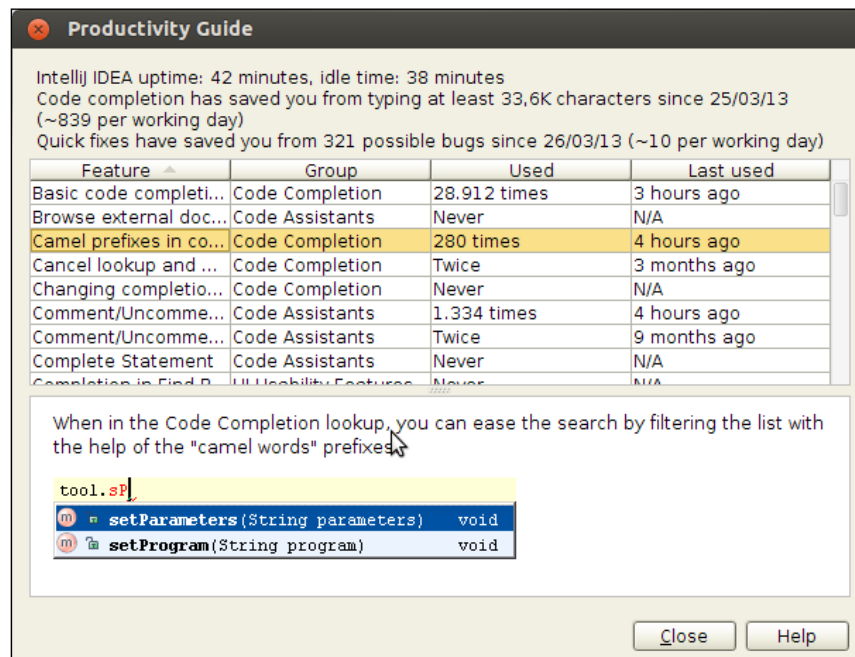 Productivity Guide
IntelliJ IDEA uptime: 42 minutes, idle time: 38 minutes
Code completion has saved you from typing at least 33,6K characters since 25/03/13
(~839 per working day)
Quick fixes have saved you from 321 possible bugs since 26/03/13 (~10 per working day)
Feature Group Used Last used
Basic code completi... Code Completion 28.912 times 3 hours ago
Browse external doc... Code Assistants Never N/A
Camel prefixes in co... Code Completion 280 times 4 hours ago
Cancel lookup and ... Code Completion Twice 3 months ago
Changing completio... Code Completion Never N/A
Comment/Uncomme... Code Assistants 1.334 times 4 hours ago
Comment/Uncomme... Code Assistants Twice 9 months ago
Complete Statement Code Assistants Never N/A
Completion in Find P... UI Usability Features Never N/A
When in the Code Completion lookup, you can ease the search by filtering the list with
the help of the "camel words" prefixes
tool.sP
m setParameters(String parameters) void
m setProgram(String program) void
Close Help